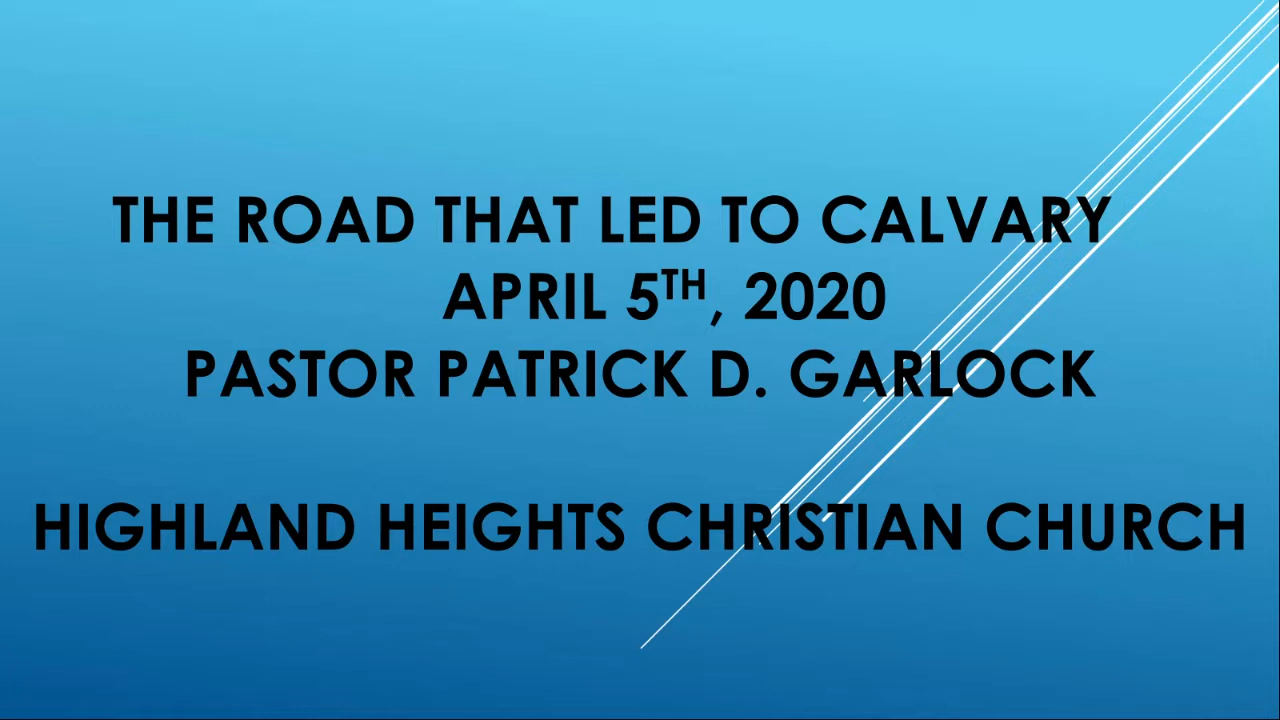 THE ROAD THAT LED TO CALVARY
APRIL 5TH, 2020
PASTOR PATRICK D. GARLOCK
HIGHLAND HEIGHTS CHRISTIAN CHURCH